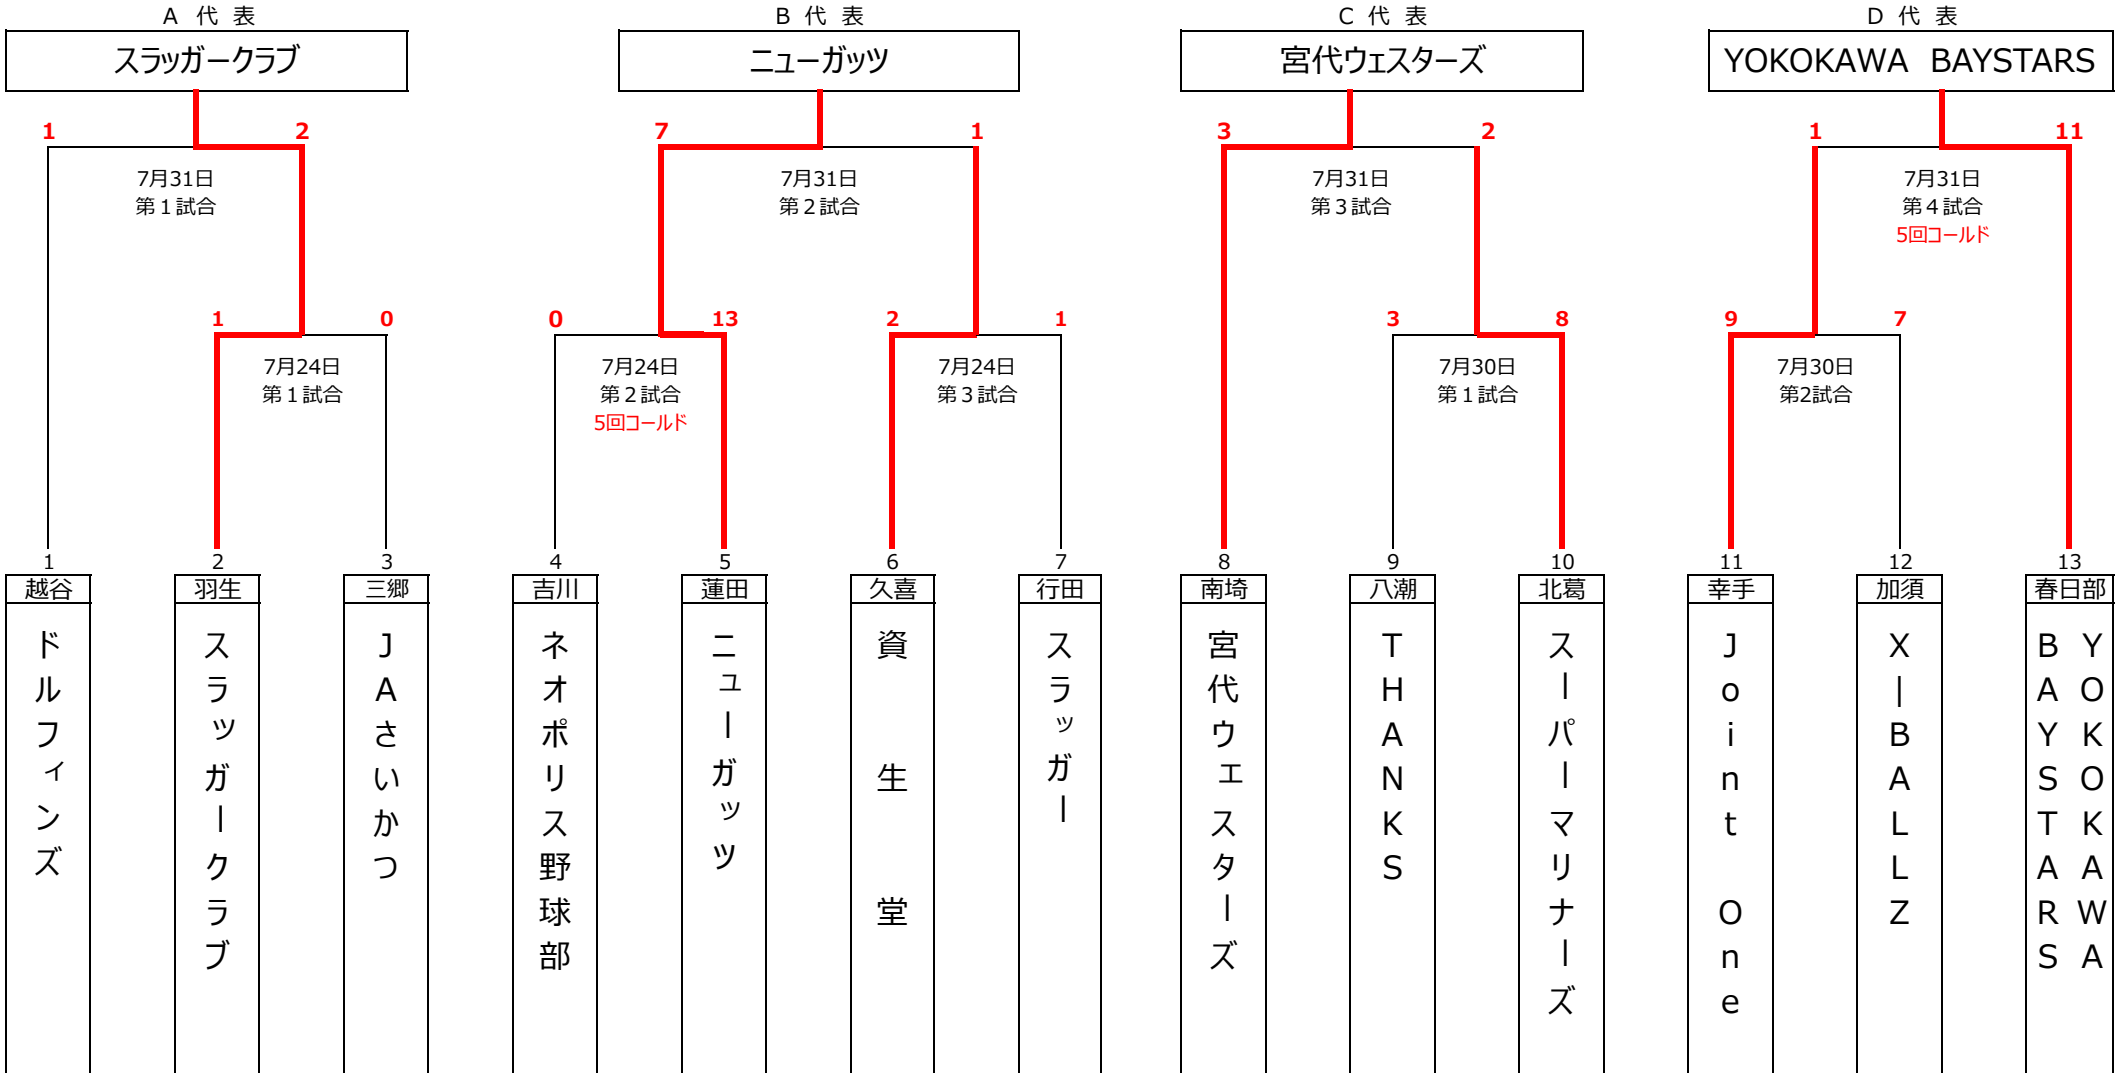 A 代 表
B 代 表
C 代 表
D 代 表
スラッガークラブ
ニューガッツ
宮代ウェスターズ
YOKOKAWA BAYSTARS
1
2
7
1
3
2
1
11
7月31日
第１試合
7月31日
第２試合
7月31日
第３試合
7月31日
第４試合
5回コールド
1
0
0
13
2
1
3
8
9
7
7月24日
第１試合
7月24日
第２試合
5回コールド
7月24日
第３試合
7月30日
第１試合
7月30日
第2試合
1
2
3
4
5
6
7
8
9
10
11
12
13
越谷
羽生
三郷
吉川
蓮田
久喜
行田
南埼
八潮
北葛
幸手
加須
春日部
ドルフィンズ
スラッガークラブ
JAさいかつ
ネオポリス野球部
ニューガッツ
資生堂
スラッガー
宮代ウェスターズ
THANKS
スーパーマリナーズ
Joint One
X|BALLZ
YOKOKAWA
BAYSTARS